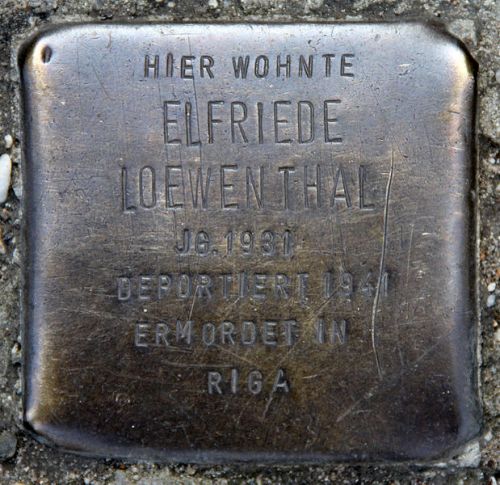 HIER WOHNTE
ELFRIEDE
LOEWENTHAL
JG. 1931
DEPORTIERT 1941
ERMORDET IN
RIGA